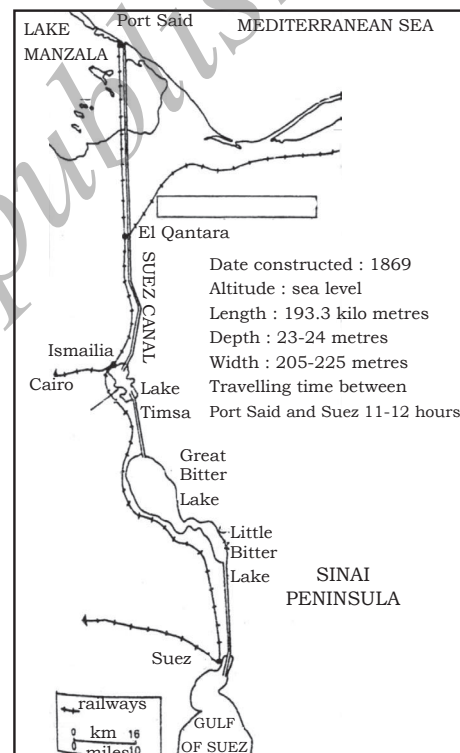 Port Said
MEDITERRANEAN SEA
LAKE
MANZALA
El Qantara
SUEZ CANAL
Date constructed : 1869
Altitude : sea level
Length : 193.3 kilo metres
Depth : 23-24 metres
Width : 205-225 metres
Travelling time between
Port Said and Suez 11-12 hours
Ismailia
Cairo
Lake
Timsa
Great
Bitter
Lake
Little
Bitter
Lake
SINAI
PENINSULA
Suez
railways
0 km 16
0 miles 10
GULF
OF SUEZ